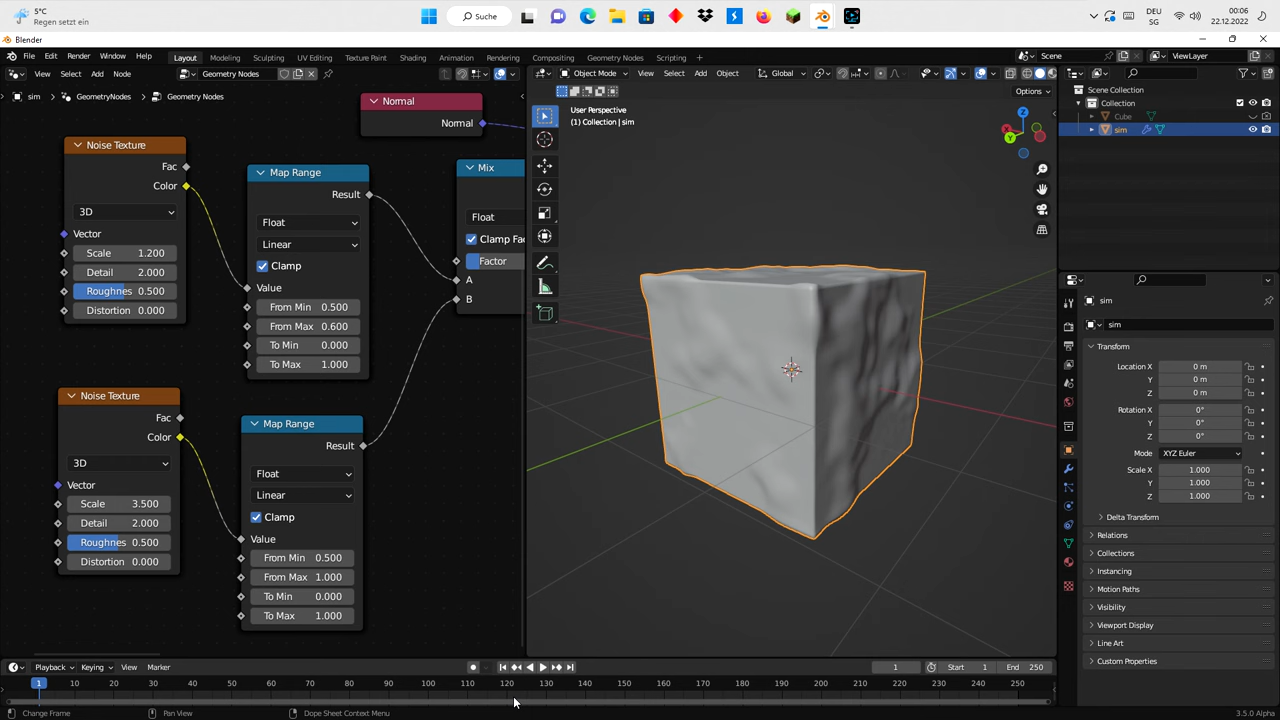 5°C
Regen setzt ein
Suche
DEU
SG
00:06
22.12.2022
Blender
File Edit Render Window Help
Layout Modeling Sculpting UV Editing Texture Paint Shading Animation Rendering Compositing Geometry Nodes Scripting +
Scene
ViewLayer
View Select Add Node
Geometry Nodes
Object Mode
View Select Add Object
Global
sim > GeometryNodes > Geometry Nodes
Options
User Perspective
(1) Collection | sim
Scene Collection
Collection
Cube
sim
Normal
Normal
Noise Texture
Fac
Color
3D
Vector
Scale 1.200
Detail 2.000
Roughnes 0.500
Distortion 0.000
Map Range
Result
Float
Linear
Clamp
Value
From Min 0.500
From Max 0.600
To Min 0.000
To Max 1.000
Mix
Float
Clamp Fac
Factor
A
B
Noise Texture
Fac
Color
3D
Vector
Scale 3.500
Detail 2.000
Roughnes 0.500
Distortion 0.000
Map Range
Result
Float
Linear
Clamp
Value
From Min 0.500
From Max 1.000
To Min 0.000
To Max 1.000
Z
Y
sim
sim
Transform
Location X 0 m
Y 0 m
Z 0 m
Rotation X 0°
Y 0°
Z 0°
Mode XYZ Euler
Scale X 1.000
Y 1.000
Z 1.000
Delta Transform
Relations
Collections
Instancing
Motion Paths
Visibility
Viewport Display
Line Art
Custom Properties
Playback Keying View Marker
1
Start 1
End 250
1 10 20 30 40 50 60 70 80 90 100 110 120 130 140 150 160 170 180 190 200 210 220 230 240 250
Change Frame
Pan View
Dope Sheet Context Menu
3.5.0 Alpha